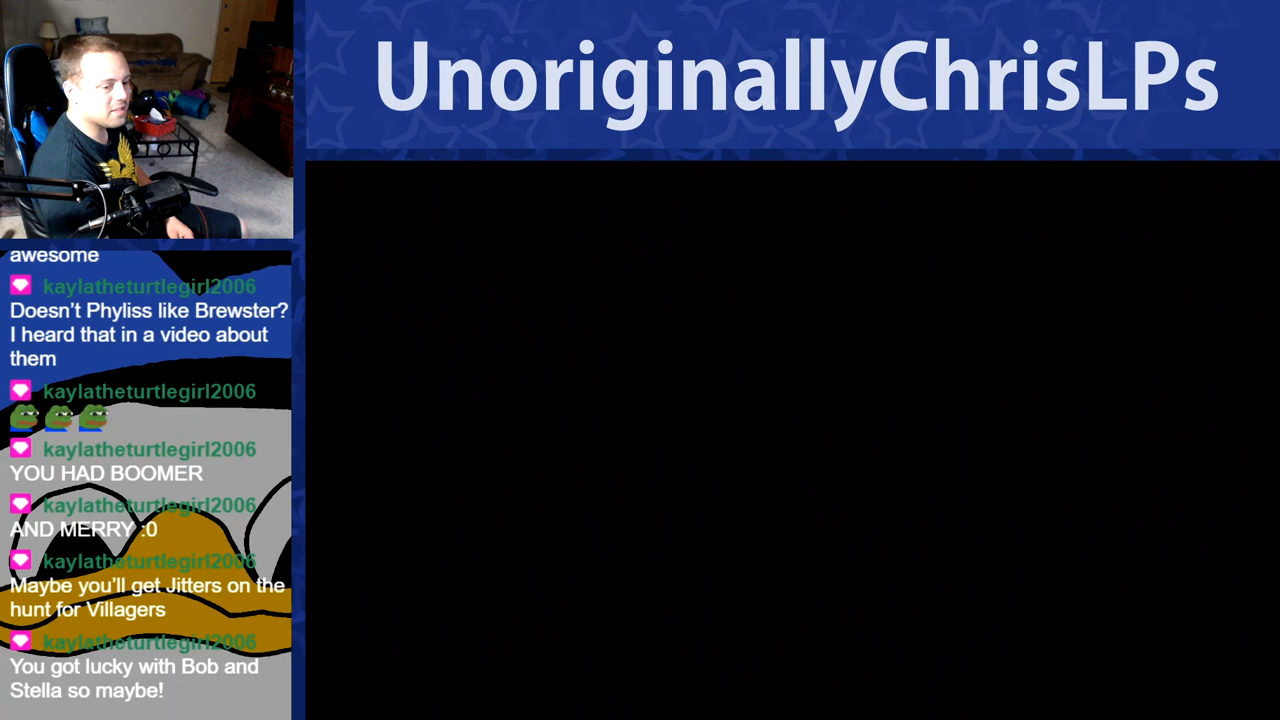 UnoriginallyChrisLPs
awesome
kaylatheturtlegirl2006
Doesn't Phyliss like Brewster?
I heard that in a video about
them
kaylatheturtlegirl2006
kaylatheturtlegirl2006
YOU HAD BOOMER
kaylatheturtlegirl2006
AND MERRY :0
kaylatheturtlegirl2006
Maybe you'll get Jitters on the
hunt for Villagers
kaylatheturtlegirl2006
You got lucky with Bob and
Stella so maybe!